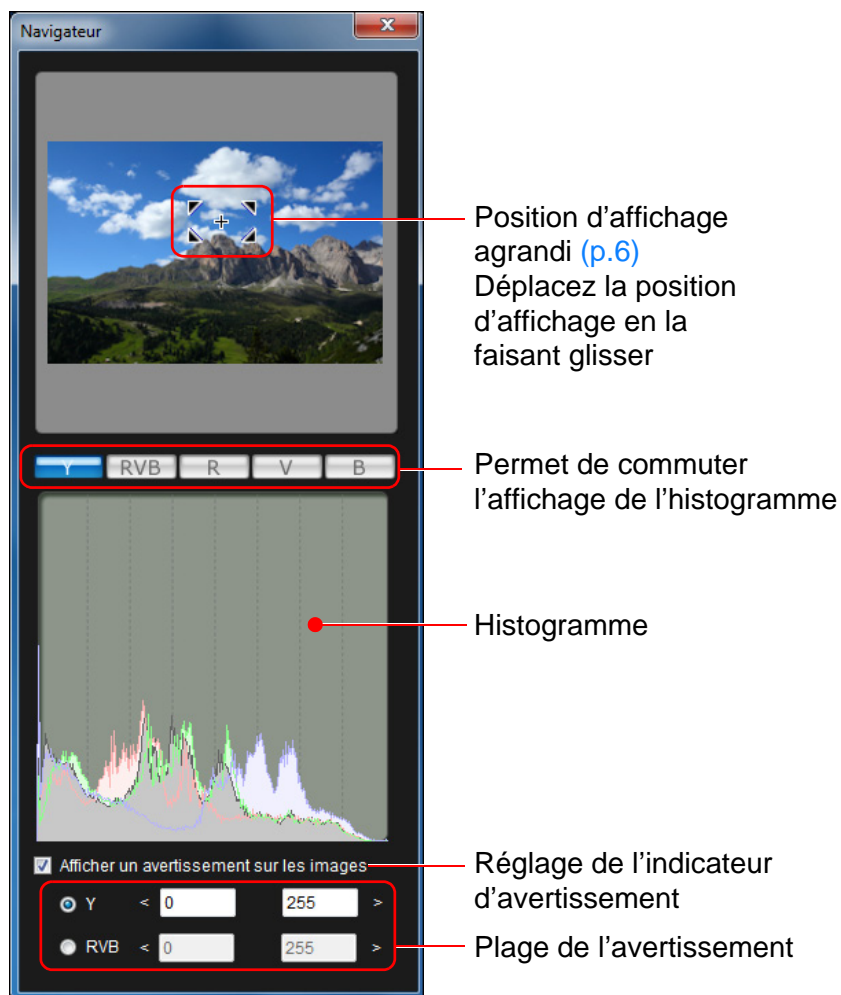 Navigateur
Position d’affichage
agrandi (p.6)
Déplacez la position
d’affichage en la
faisant glisser
Y RVB R V B
Permet de commuter
l’affichage de l’histogramme
Histogramme
Afficher un avertissement sur les images
Réglage de l’indicateur
d’avertissement
Y < 0 255 >
RVB < 0 255 >
Plage de l’avertissement